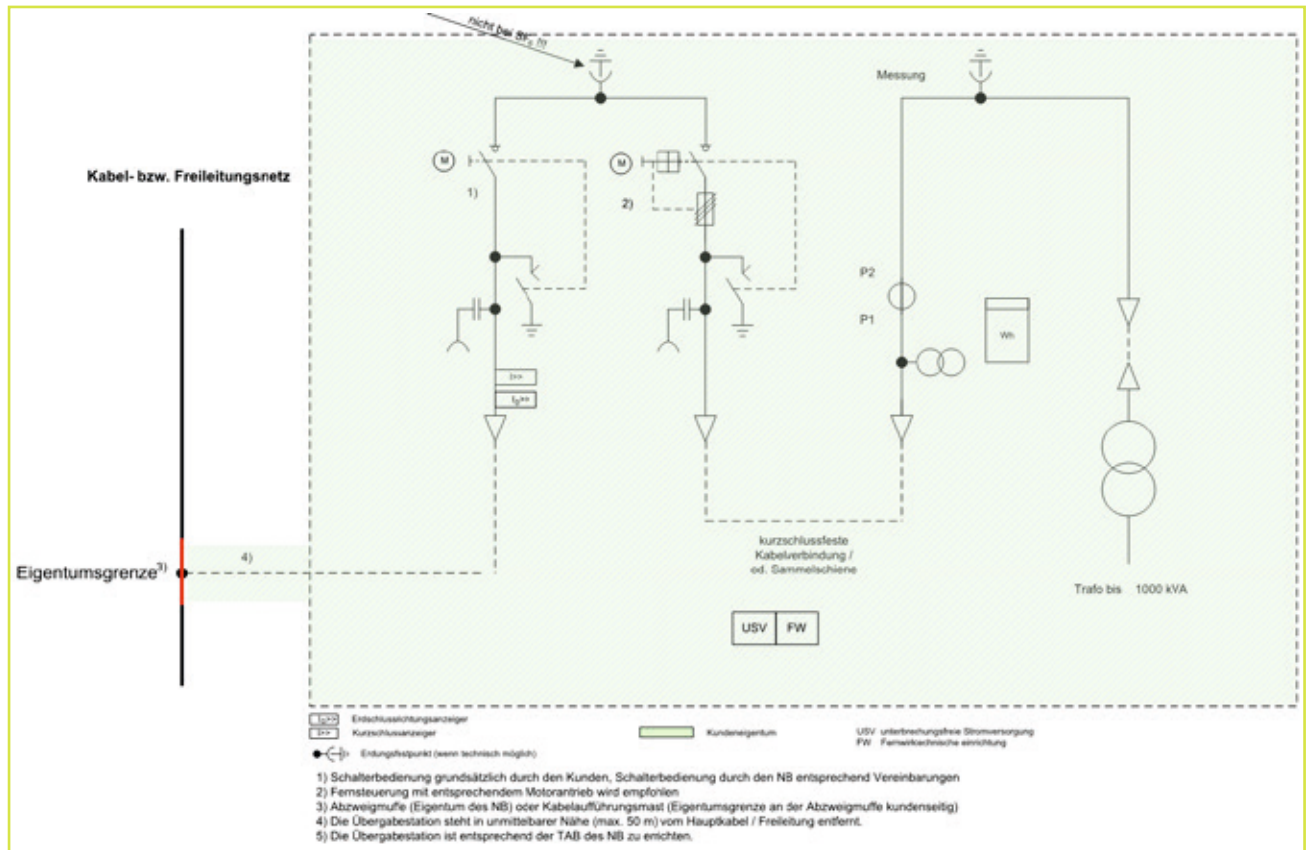 nicht bei SF6 !!!
Messung
Kabel- bzw. Freileitungsnetz
M
M
1)
2)
P2
P1
Wh
I>>
I0>>
4)
Eigentumsgrenze3)
kurzschlussfeste
Kabelverbindung /
od. Sammelschiene
Trafo bis 1000 kVA
USV FW
I0>> Erdschlussrichtungsanzeiger
I>> Kurzschlussanzeiger
Kundeneigentum
USV unterbrechungsfreie Stromversorgung
FW Fernwirktechnische einrichtung
Erdungsfestpunkt (wenn technisch möglich)
1) Schalterbedienung grundsätzlich durch den Kunden, Schalterbedienung durch den NB entsprechend Vereinbarungen
2) Fernsteuerung mit entsprechendem Motorantrieb wird empfohlen
3) Abzweigmuffe (Eigentum des NB) oder Kabelaufführungsmast (Eigentumsgrenze an der Abzweigmuffe kundenseitig)
4) Die Übergabestation steht in unmittelbarer Nähe (max. 50 m) vom Hauptkabel / Freileitung entfernt.
5) Die Übergabestation ist entsprechend der TAB des NB zu errichten.